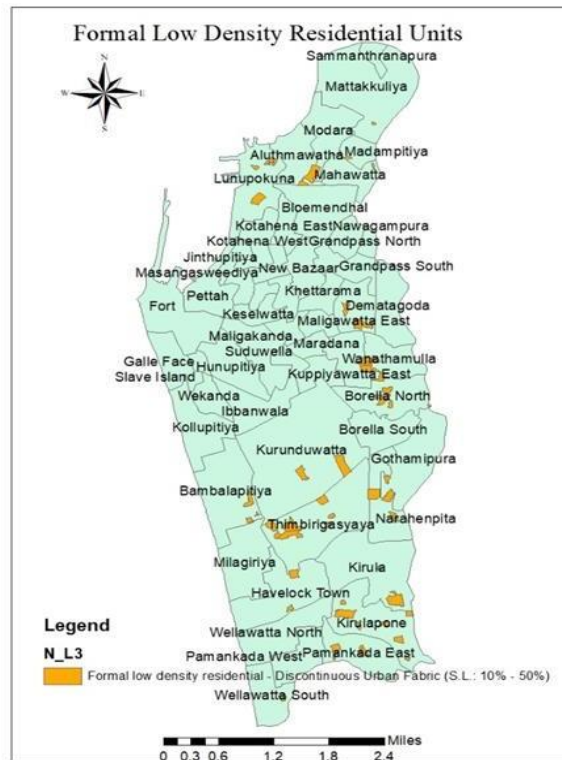 Formal Low Density Residential Units
N
W E
S
Sammanthranapura
Mattakkuliya
Modara
Aluthmawatha Madampitiya
Lunupokuna Mahawatta
Bloemendhal
Kotahena East Nawagampura
Kotahena West Grandpass North
Jinthupitiya
New Bazaar Grandpass South
Masangasweediya
Pettah Khettarama
Fort Dematagoda
Keselwatta Maligawatta East
Maligakanda Maradana
Suduwella
Galle Face Wanathamulla
Hunupitiya
Slave Island Kuppiyawatta East
Wekanda Borella North
Ibbanwala
Kollupitiya
Borella South
Kurunduwatta
Gothamipura
Bambalapitiya
Thimbirigasyaya Narahenpita
Milagiriya
Kirula
Havelock Town
Kirulapone
Wellawatta North
Pamankada West Pamankada East
Wellawatta South
Legend
N_L3
Formal low density residential - Discontinuous Urban Fabric (S.L.: 10% - 50%)
Miles
0 0.3 0.6 1.2 1.8 2.4